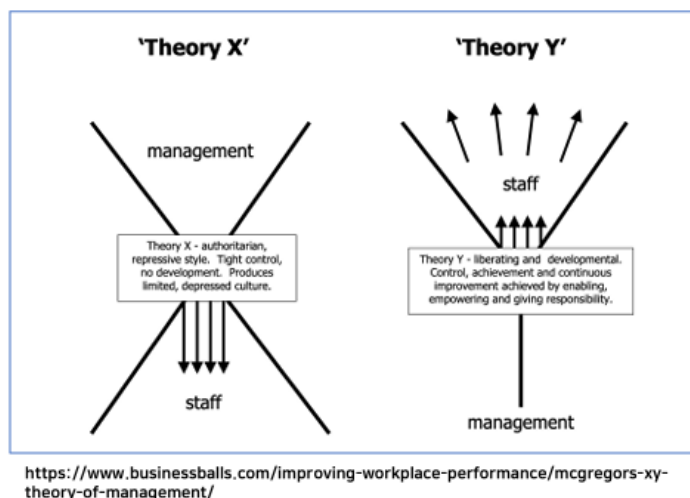 ‘Theory X’
‘Theory Y’
management
staff
Theory X - authoritarian,
repressive style. Tight control,
no development. Produces
limited, depressed culture.
Theory Y - liberating and developmental.
Control, achievement and continuous
improvement achieved by enabling,
empowering and giving responsibility.
staff
management
https://www.businessballs.com/improving-workplace-performance/mcgregors-xy-
theory-of-management/